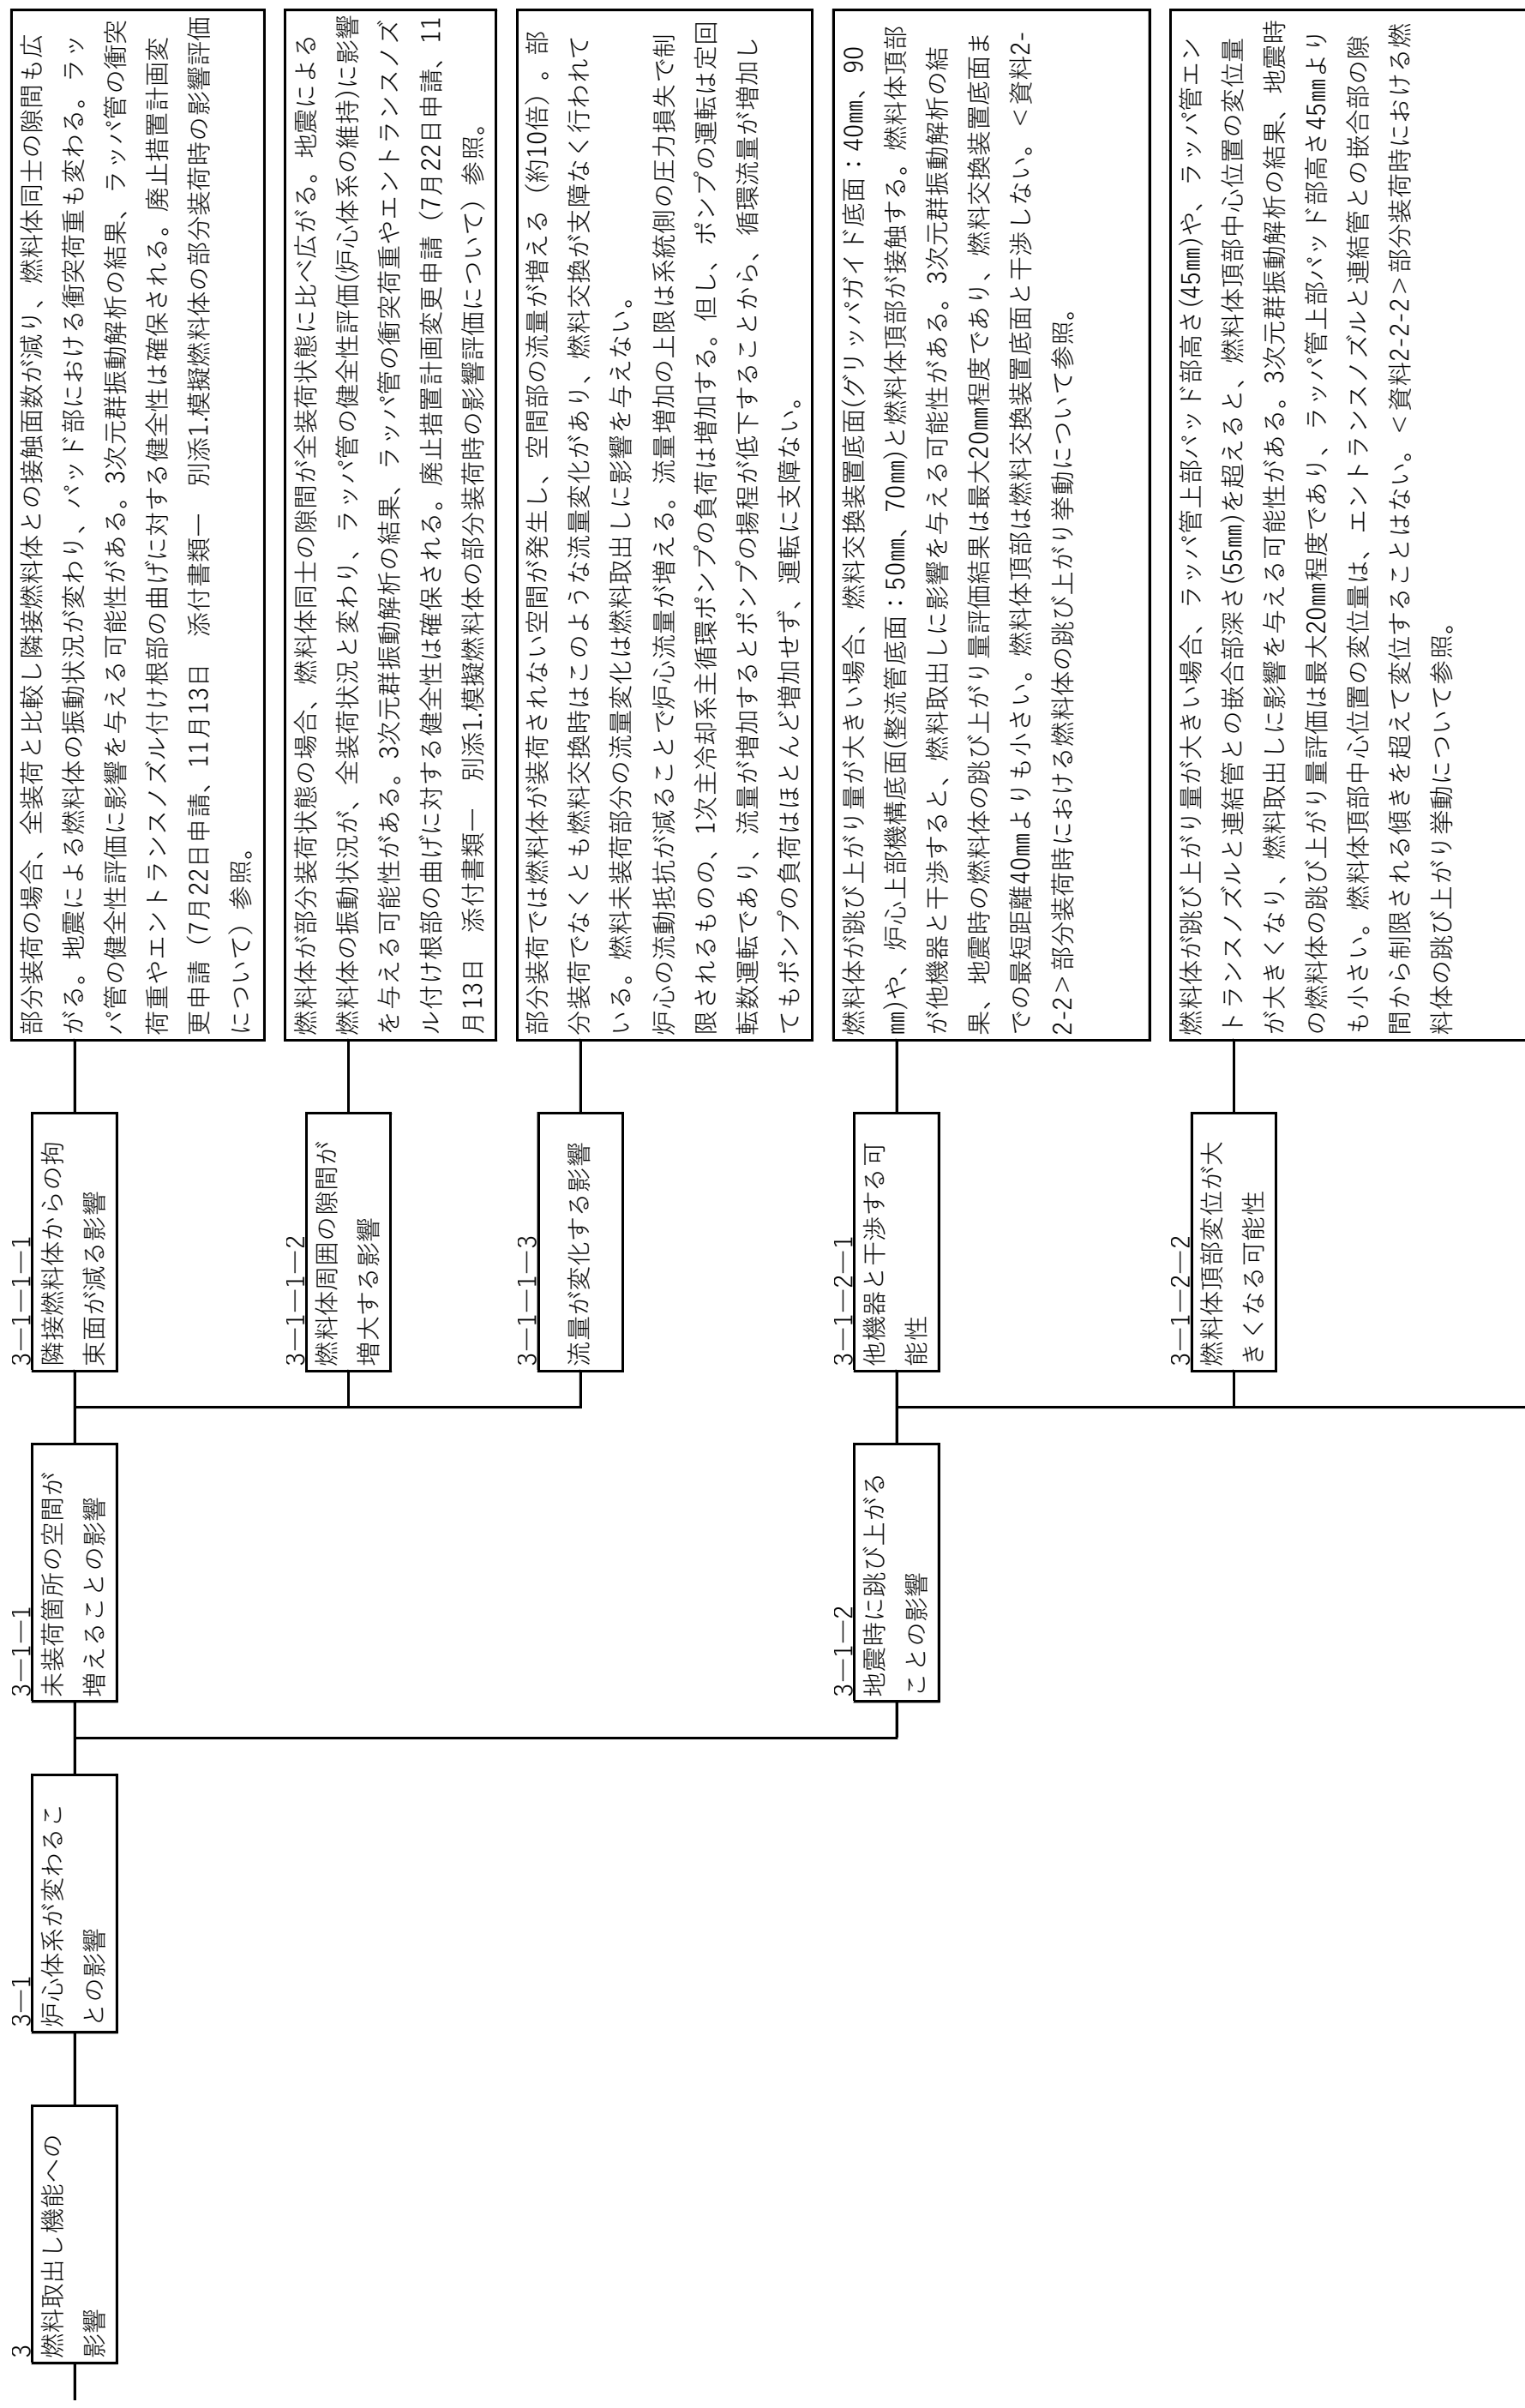 3
燃料取出し機能への
影響
3―1
炉心体系が変わるこ
との影響
3―1―1
未装荷箇所の空間が
増えることの影響
3―1―1―1
隣接燃料体からの拘
束面が減る影響
部分装荷の場合、全装荷と比較し隣接燃料体との接触面数が減り、燃料体同士の隙間も広
がる。地震による燃料体の振動状況が変わり、パッド部における衝突荷重も変わる。ラッ
パ管の健全性評価に影響を与える可能性がある。3次元群振動解析の結果、ラッパ管の衝突
荷重やエントランスノズル付け根部の曲げに対する健全性は確保される。廃止措置計画変
更申請（7月22日申請、11月13日　添付書類一　別添1.模擬燃料体の部分装荷時の影響評価
について）参照。
3―1―1―2
燃料体周囲の隙間が
増大する影響
燃料体が部分装荷状態の場合、燃料体同士の隙間が全装荷状態に比べ広がる。地震による
燃料体の振動状況が、全装荷状況と変わり、ラッパ管の健全性評価(炉心体系の維持)に影響
を与える可能性がある。3次元群振動解析の結果、ラッパ管の衝突荷重やエントランスノズ
ル付け根部の曲げに対する健全性は確保される。廃止措置計画変更申請（7月22日申請、11
月13日　添付書類一　別添1.模擬燃料体の部分装荷時の影響評価について）参照。
3―1―1―3
流量が変化する影響
部分装荷では燃料体が装荷されない空間が発生し、空間部の流量が増える（約10倍）。部
分装荷でなくとも燃料交換時はこのような流量変化があり、燃料交換が支障なく行われて
いる。燃料未装荷部分の流量変化は燃料取出しに影響を与えない。
炉心の流動抵抗が減ることで炉心流量が増える。流量増加の上限は系統側の圧力損失で制
限されるものの、1次主冷却系主循環ポンプの負荷は増加する。但し、ポンプの運転は定回
転数運転であり、流量が増加するとポンプの揚程が低下することから、循環流量が増加し
てもポンプの負荷はほとんど増加せず、運転に支障ない。
3―1―2
地震時に跳び上がる
ことの影響
3―1―2―1
他機器と干渉する可
能性
燃料体が跳び上がり量が大きい場合、燃料交換装置底面(グリッパガイド底面：40㎜、90
㎜)や、炉心上部機構底面(整流管底面：50㎜、70㎜)と燃料体頂部が接触する。燃料体頂部
が他機器と干渉すると、燃料取出しに影響を与える可能性がある。3次元群振動解析の結
果、地震時の燃料体の跳び上がり量評価結果は最大20㎜程度であり、燃料交換装置底面ま
での最短距離40㎜よりも小さい。燃料体頂部は燃料交換装置底面と干渉しない。＜資料2-
2-2＞部分装荷時における燃料体の跳び上がり挙動について参照。
3―1―2―2
燃料体頂部変位が大
きくなる可能性
燃料体が跳び上がり量が大きい場合、ラッパ管上部パッド部高さ(45㎜)や、ラッパ管エン
トランスノズルと連結管との嵌合部深さ(55㎜)を超えると、燃料体頂部中心位置の変位量
が大きくなり、燃料取出しに影響を与える可能性がある。3次元群振動解析の結果、地震時
の燃料体の跳び上がり量評価は最大20㎜程度であり、ラッパ管上部パッド部高さ45㎜より
も小さい。燃料体頂部中心位置の変位量は、エントランスノズルと連結管との嵌合部の隙
間から制限される傾きを超えて変位することはない。＜資料2-2-2＞部分装荷時における燃
料体の跳び上がり挙動について参照。